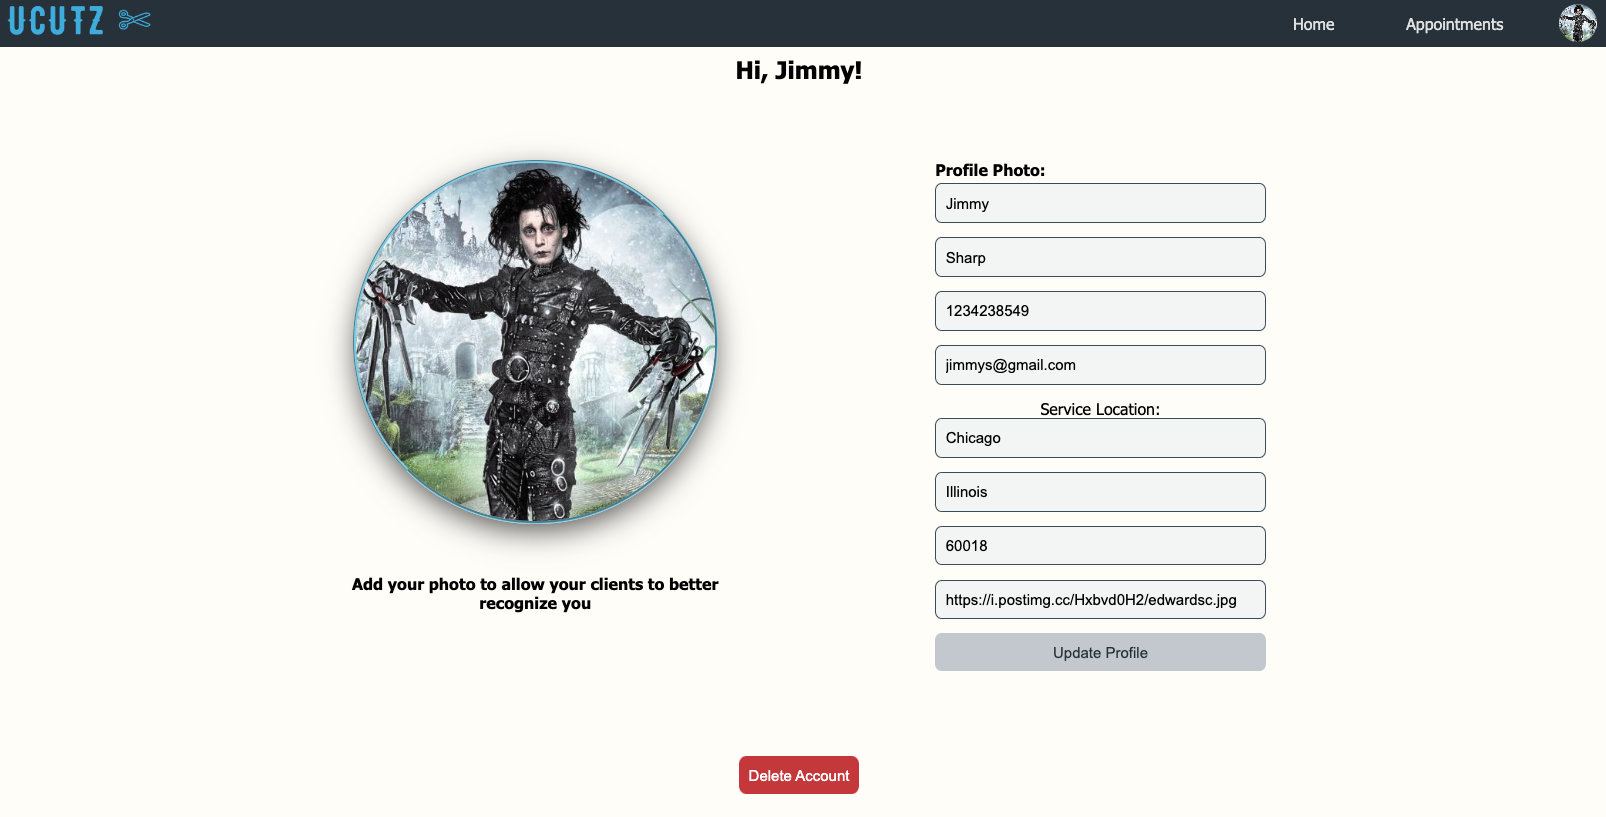 UCUTZ
Home
Appointments
Hi, Jimmy!
Add your photo to allow your clients to better
recognize you
Profile Photo:
Jimmy
Sharp
1234238549
jimmys@gmail.com
Service Location:
Chicago
Illinois
60018
https://i.postimg.cc/Hxbvd0H2/edwardsc.jpg
Update Profile
Delete Account